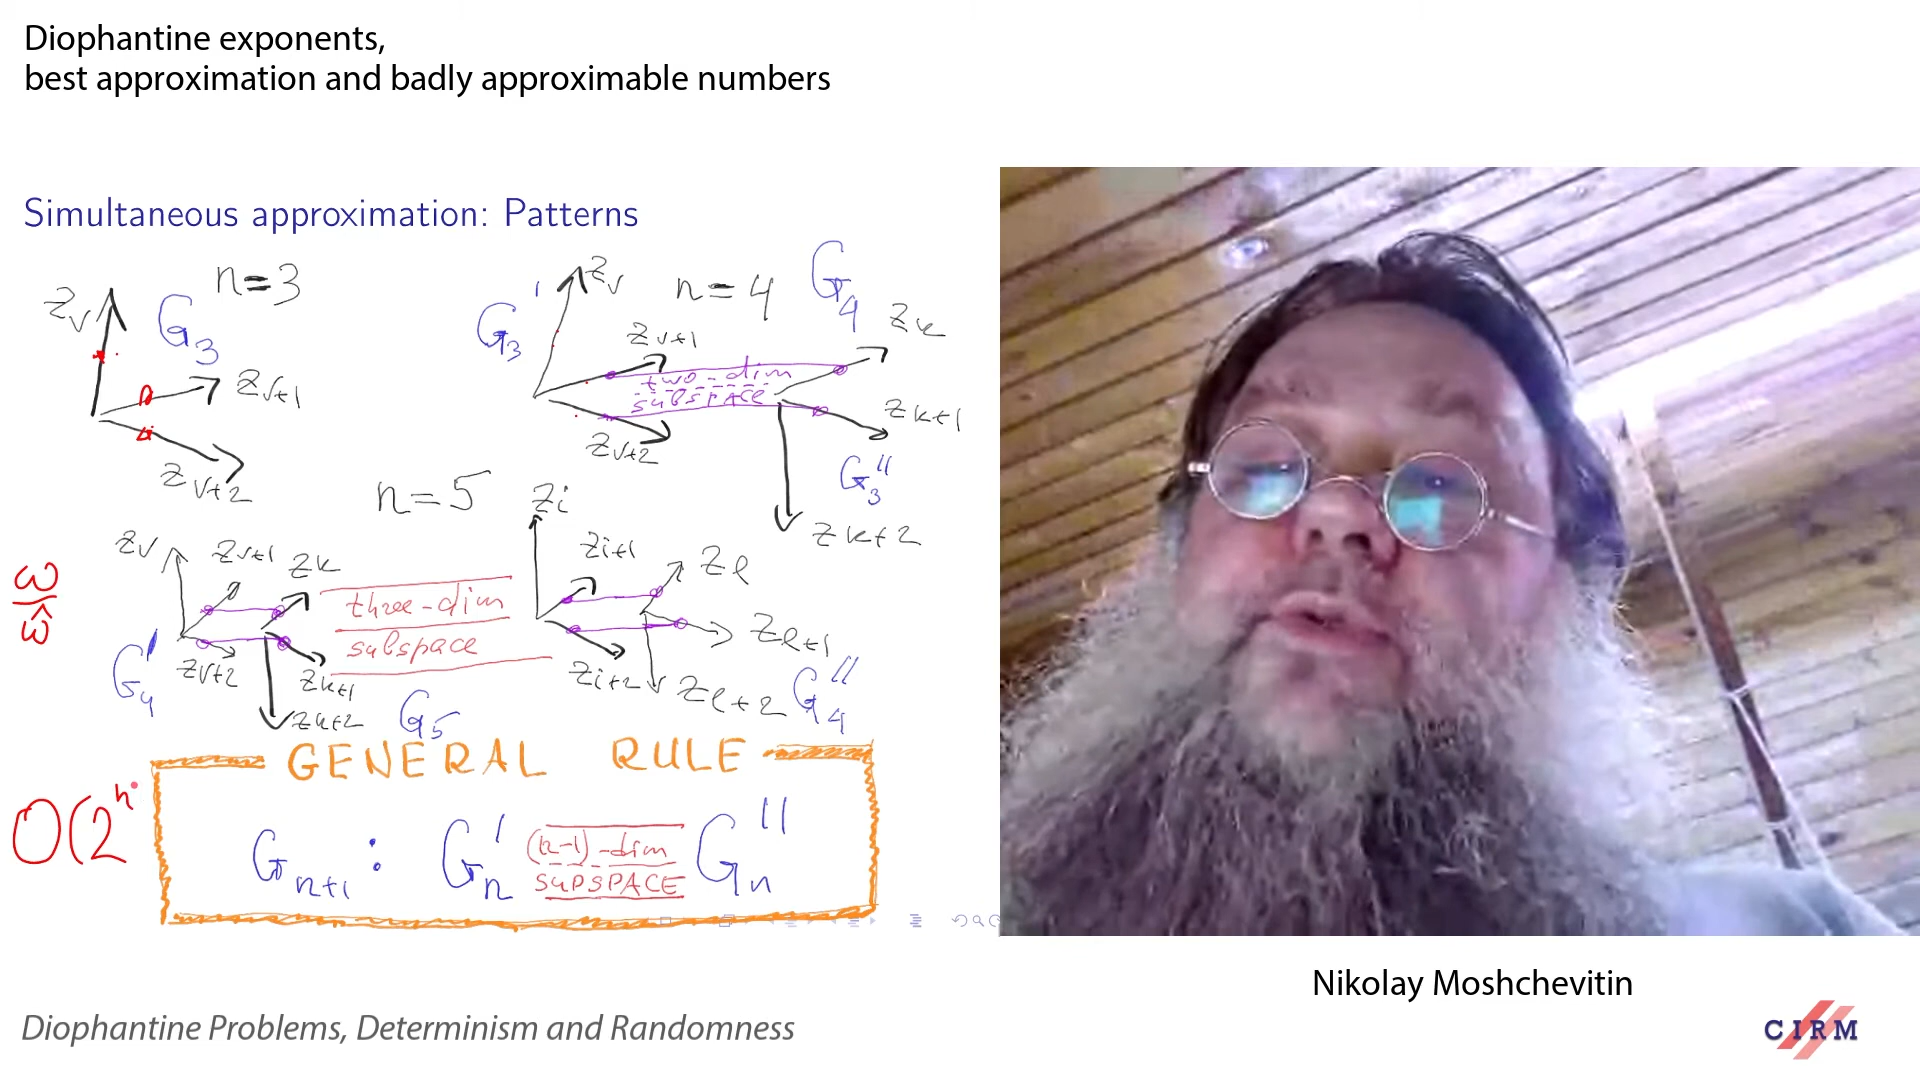 Diophantine exponents,
best approximation and badly approximable numbers
Simultaneous approximation: Patterns
n=3
Zν
G3
Zν+1
Zν+2
n=4
G4
G3'
Zν
Zν+1
Zν+2
two-dim
subspace
Zk
Zk+1
G3''
Zk+2
n=5
Zν
Zν+1
Zk
Zν+2
Zk+1
Zk+2
G4'
three-dim
subspace
G5
Zi
Zi+1
Zl
Zl+1
Zi+2
Zl+2
G4''
ω
ω̂
GENERAL RULE
O(2^n
Gn+1 : Gn' (n-1)-dim Gn''
SUPSPACE
Nikolay Moshchevitin
Diophantine Problems, Determinism and Randomness
CIRM